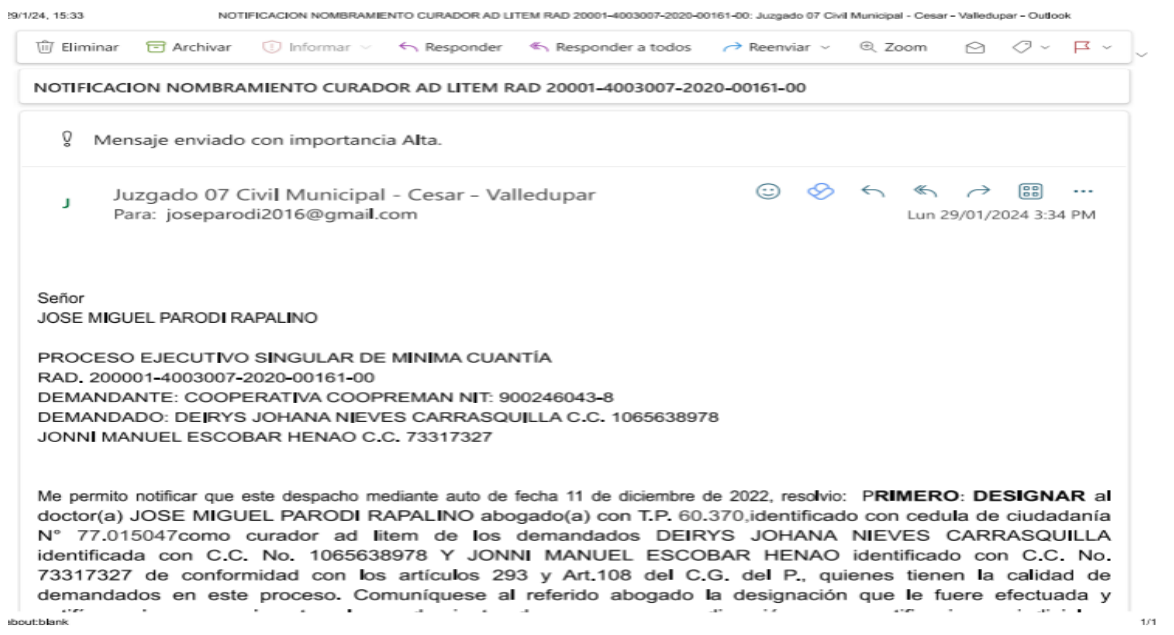 29/1/24, 15:33 NOTIFICACION NOMBRAMIENTO CURADOR AD LITEM RAD 20001-4003007-2020-00161-00: Juzgado 07 Civil Municipal - Cesar - Valledupar - Outlook
Eliminar Archivar Informar Responder Responder a todos Reenviar Zoom
NOTIFICACION NOMBRAMIENTO CURADOR AD LITEM RAD 20001-4003007-2020-00161-00
Mensaje enviado con importancia Alta.
J Juzgado 07 Civil Municipal - Cesar - Valledupar
Para: joseparodi2016@gmail.com
Lun 29/01/2024 3:34 PM
Señor
JOSE MIGUEL PARODI RAPALINO
PROCESO EJECUTIVO SINGULAR DE MINIMA CUANTÍA
RAD. 200001-4003007-2020-00161-00
DEMANDANTE: COOPERATIVA COOPREMAN NIT: 900246043-8
DEMANDADO: DEIRYS JOHANA NIEVES CARRASQUILLA C.C. 1065638978
JONNI MANUEL ESCOBAR HENAO C.C. 73317327
Me permito notificar que este despacho mediante auto de fecha 11 de diciembre de 2022, resolvio: PRIMERO: DESIGNAR al
doctor(a) JOSE MIGUEL PARODI RAPALINO abogado(a) con T.P. 60.370,identificado con cedula de ciudadanía
N° 77.015047como curador ad litem de los demandados DEIRYS JOHANA NIEVES CARRASQUILLA
identificada con C.C. No. 1065638978 Y JONNI MANUEL ESCOBAR HENAO identificado con C.C. No.
73317327 de conformidad con los artículos 293 y Art.108 del C.G. del P., quienes tienen la calidad de
demandados en este proceso. Comuníquese al referido abogado la designación que le fuere efectuada y
about:blank 1/1